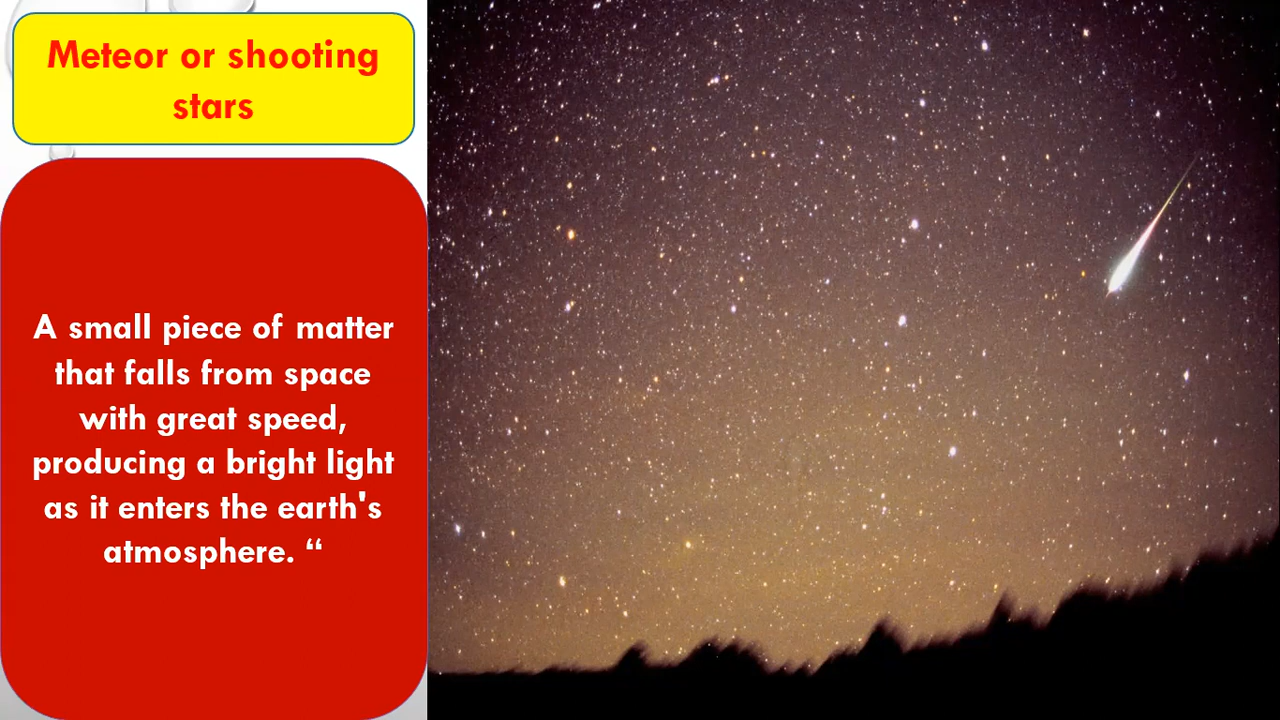 Meteor or shooting
stars
A small piece of matter
that falls from space
with great speed,
producing a bright light
as it enters the earth's
atmosphere. “